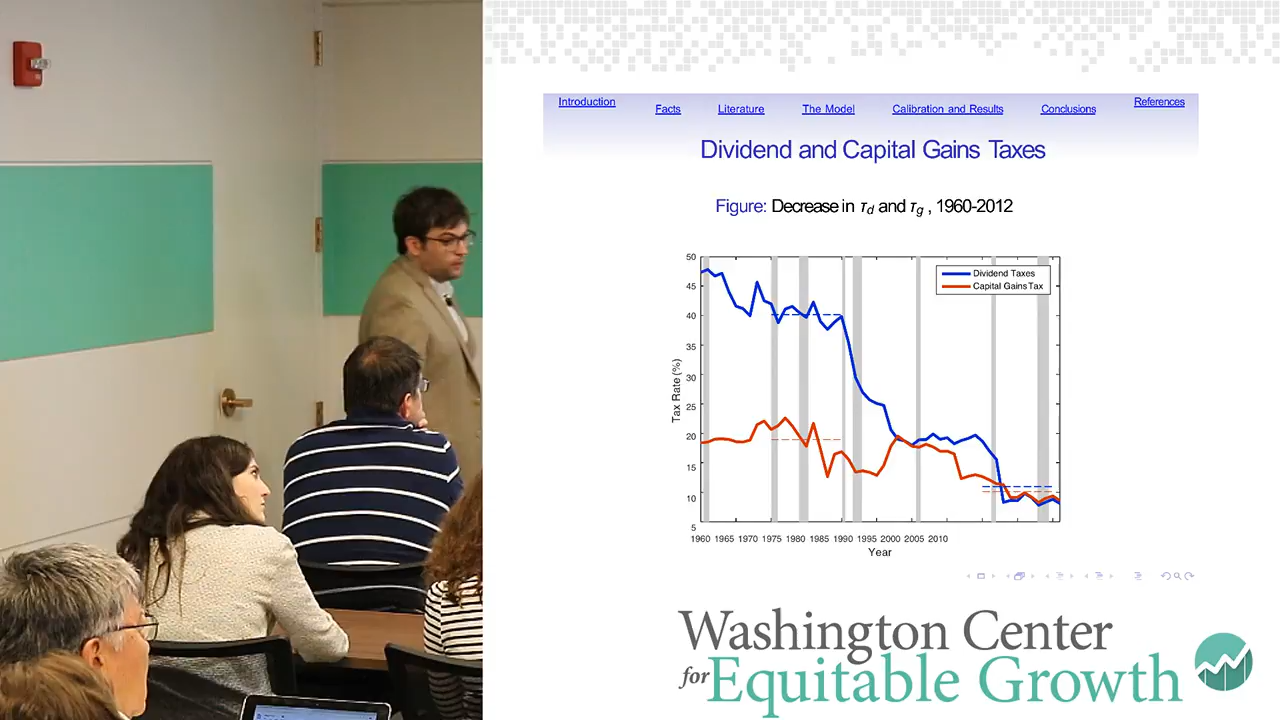 Introduction
Facts
Literature
The Model
Calibration and Results
Conclusions
References
Dividend and Capital Gains Taxes
Figure: Decrease in τd and τg , 1960-2012
50
45
40
35
30
25
20
15
10
5
Tax Rate (%)
Dividend Taxes
Capital Gains Tax
1960 1965 1970 1975 1980 1985 1990 1995 2000 2005 2010
Year
Washington Center
for Equitable Growth